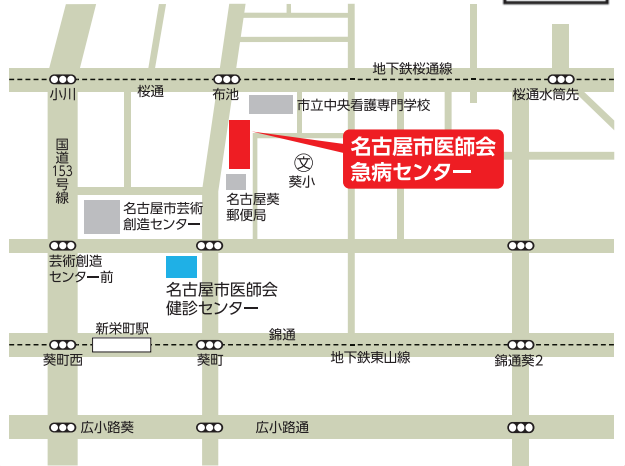 地下鉄桜通線
小川
桜通
布池
桜通水筒先
市立中央看護専門学校
国道153号線
名古屋市医師会
急病センター
文
葵小
名古屋葵
郵便局
名古屋市芸術
創造センター
芸術創造
センター前
名古屋市医師会
健診センター
新栄町駅
錦通
葵町西
葵町
地下鉄東山線
錦通葵2
広小路葵
広小路通